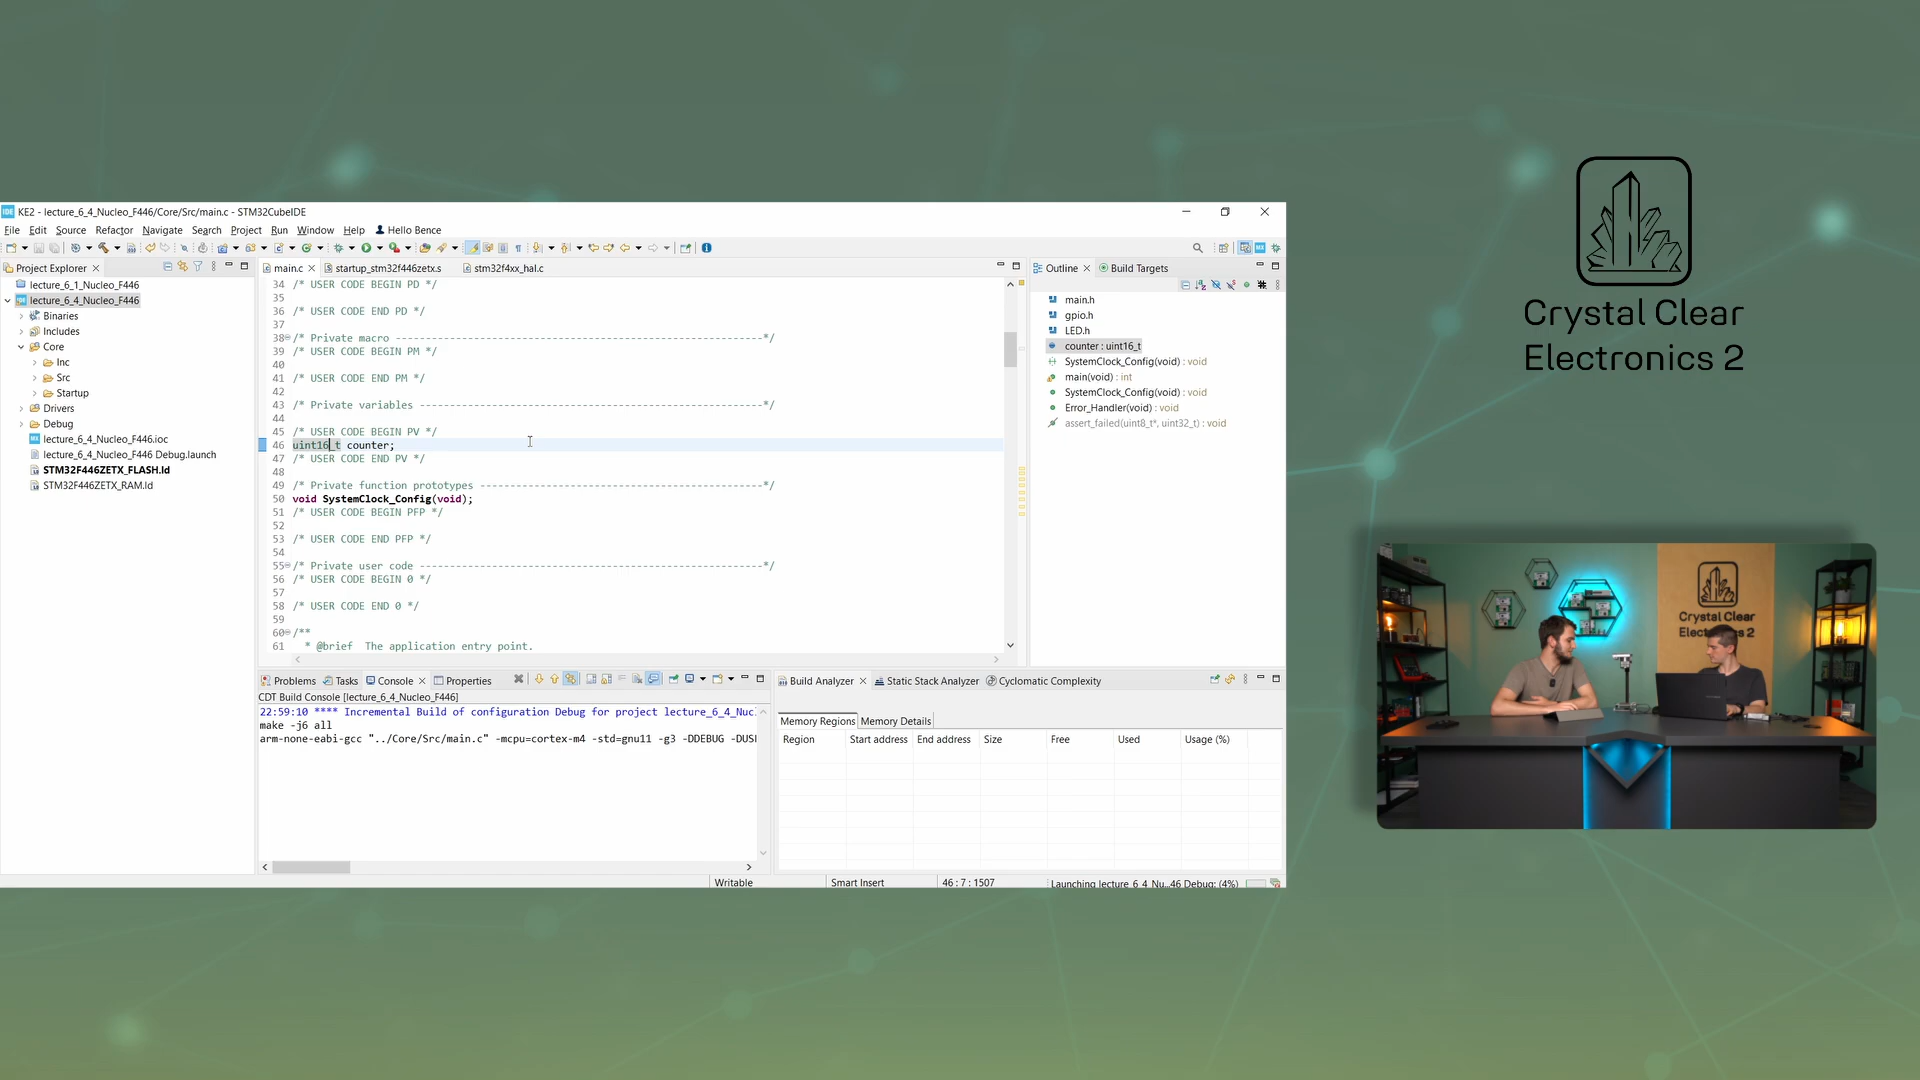 KE2 - lecture_6_4_Nucleo_F446/Core/Src/main.c - STM32CubeIDE
File Edit Source Refactor Navigate Search Project Run Window Help Hello Bence
Project Explorer
lecture_6_1_Nucleo_F446
lecture_6_4_Nucleo_F446
Binaries
Includes
Core
Inc
Src
Startup
Drivers
Debug
lecture_6_4_Nucleo_F446.ioc
lecture_6_4_Nucleo_F446 Debug.launch
STM32F446ZETX_FLASH.ld
STM32F446ZETX_RAM.ld
main.c startup_stm32f446zetx.s stm32f4xx_hal.c
34 /* USER CODE BEGIN PD */
35
36 /* USER CODE END PD */
37
38 /* Private macro -------------------------------------------------------------*/
39 /* USER CODE BEGIN PM */
40
41 /* USER CODE END PM */
42
43 /* Private variables ---------------------------------------------------------*/
44
45 /* USER CODE BEGIN PV */
46 uint16_t counter;
47 /* USER CODE END PV */
48
49 /* Private function prototypes -----------------------------------------------*/
50 void SystemClock_Config(void);
51 /* USER CODE BEGIN PFP */
52
53 /* USER CODE END PFP */
54
55 /* Private user code ---------------------------------------------------------*/
56 /* USER CODE BEGIN 0 */
57
58 /* USER CODE END 0 */
59
60 /**
61 * @brief The application entry point.
Outline Build Targets
main.h
gpio.h
LED.h
counter : uint16_t
SystemClock_Config(void) : void
main(void) : int
SystemClock_Config(void) : void
Error_Handler(void) : void
assert_failed(uint8_t*, uint32_t) : void
Problems Tasks Console Properties
CDT Build Console [lecture_6_4_Nucleo_F446]
22:59:10 **** Incremental Build of configuration Debug for project lecture_6_4_Nuc
make -j6 all
arm-none-eabi-gcc "../Core/Src/main.c" -mcpu=cortex-m4 -std=gnu11 -g3 -DDEBUG -DUS
Build Analyzer Static Stack Analyzer Cyclomatic Complexity
Memory Regions Memory Details
Region Start address End address Size Free Used Usage (%)
Writable Smart Insert 46 : 7 : 1507 Launching lecture_6_4_Nu...46 Debug: (4%)
Crystal Clear
Electronics 2
Crystal Clear